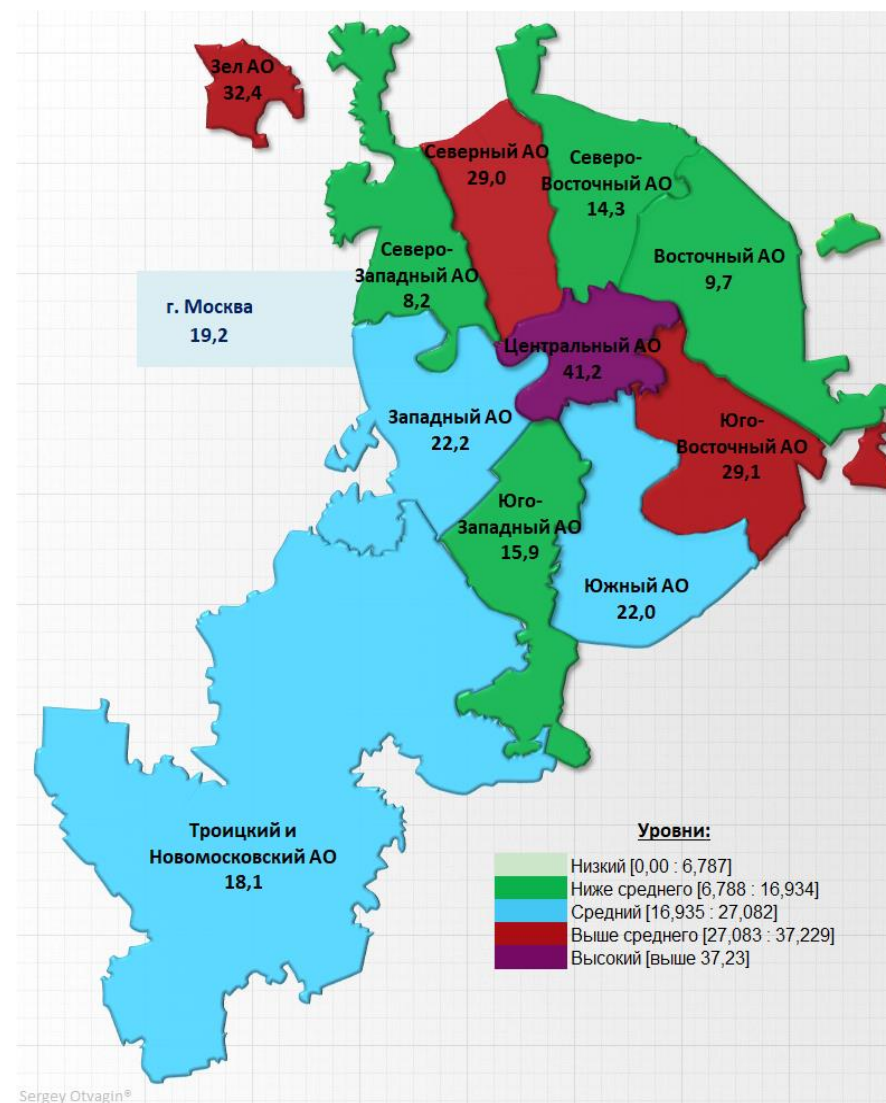 Зел АО
32,4
Северный АО
29,0
Северо-
Восточный АО
14,3
Северо-
Западный АО
8,2
Восточный АО
9,7
г. Москва
19,2
Центральный АО
41,2
Западный АО
22,2
Юго-
Восточный АО
29,1
Юго-
Западный АО
15,9
Южный АО
22,0
Троицкий и
Новомосковский АО
18,1
Уровни:
Низкий [0,00 : 6,787]
Ниже среднего [6,788 : 16,934]
Средний [16,935 : 27,082]
Выше среднего [27,083 : 37,229]
Высокий [выше 37,23]
Sergey Otvagin®